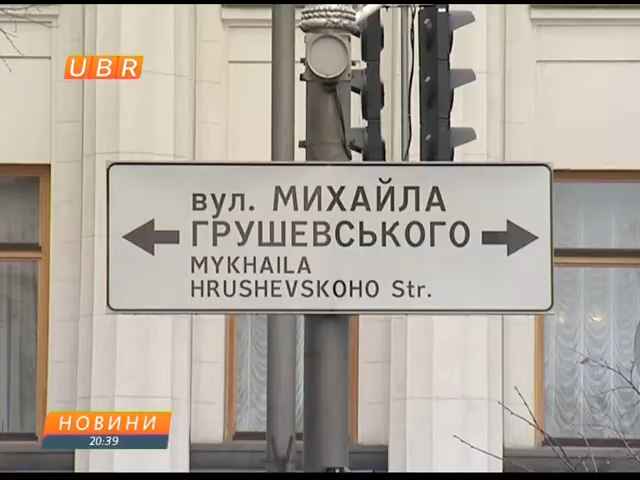 UBR
вул. МИХАЙЛА
ГРУШЕВСЬКОГО
MYKHAILA
HRUSHEVSKOHO Str.
НОВИНИ
20:39